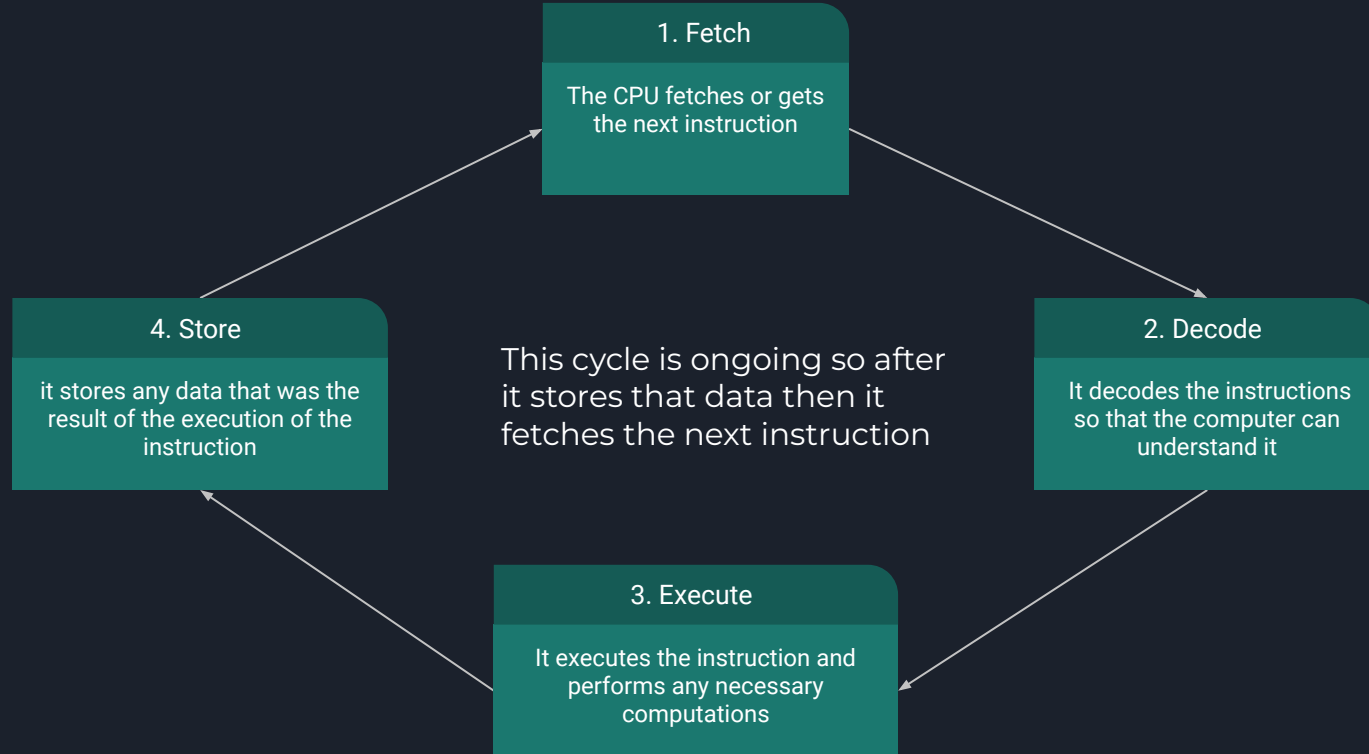 1. Fetch
The CPU fetches or gets
the next instruction
2. Decode
It decodes the instructions
so that the computer can
understand it
3. Execute
It executes the instruction and
performs any necessary
computations
4. Store
it stores any data that was the
result of the execution of the
instruction
This cycle is ongoing so after
it stores that data then it
fetches the next instruction